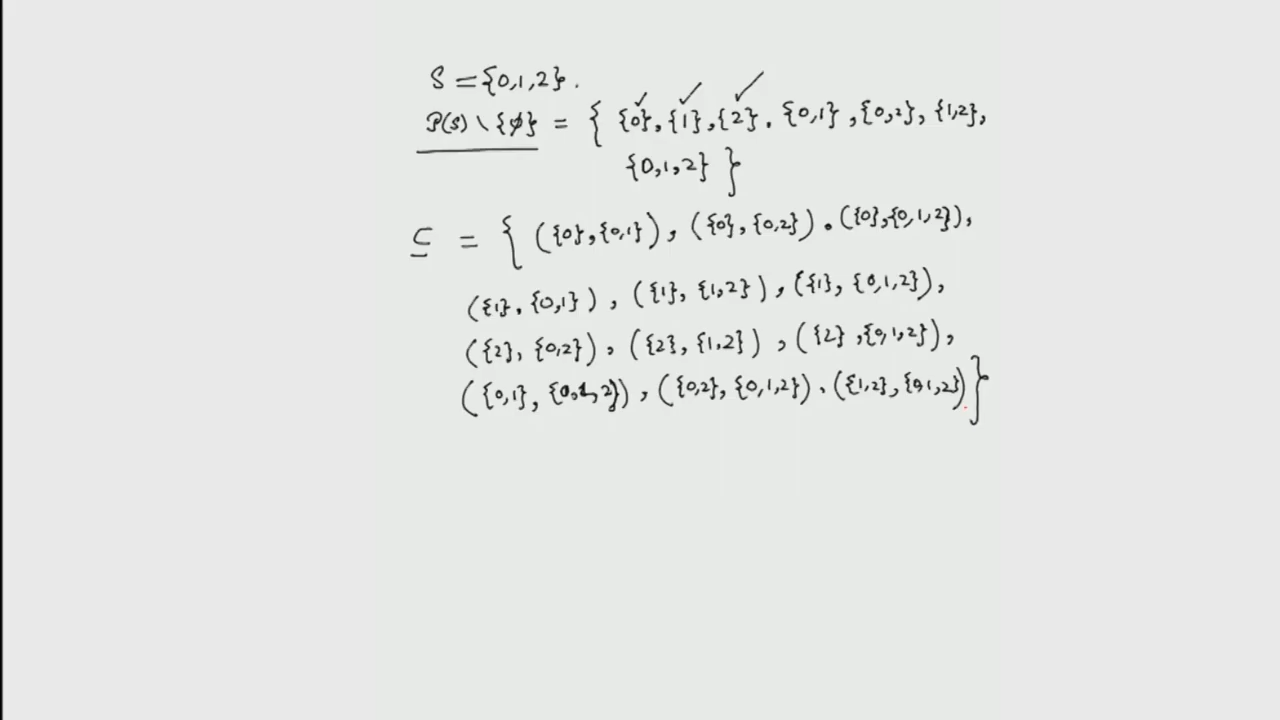 S = {0,1,2}.
P(S) \ {φ} = { {0}, {1}, {2}, {0,1}, {0,2}, {1,2},
{0,1,2} }
⊆ = { ({0}, {0,1}), ({0}, {0,2}), ({0}, {0,1,2}),
({1}, {0,1}), ({1}, {1,2}), ({1}, {0,1,2}),
({2}, {0,2}), ({2}, {1,2}), ({2}, {0,1,2}),
({0,1}, {0,1,2}), ({0,2}, {0,1,2}), ({1,2}, {0,1,2}) }